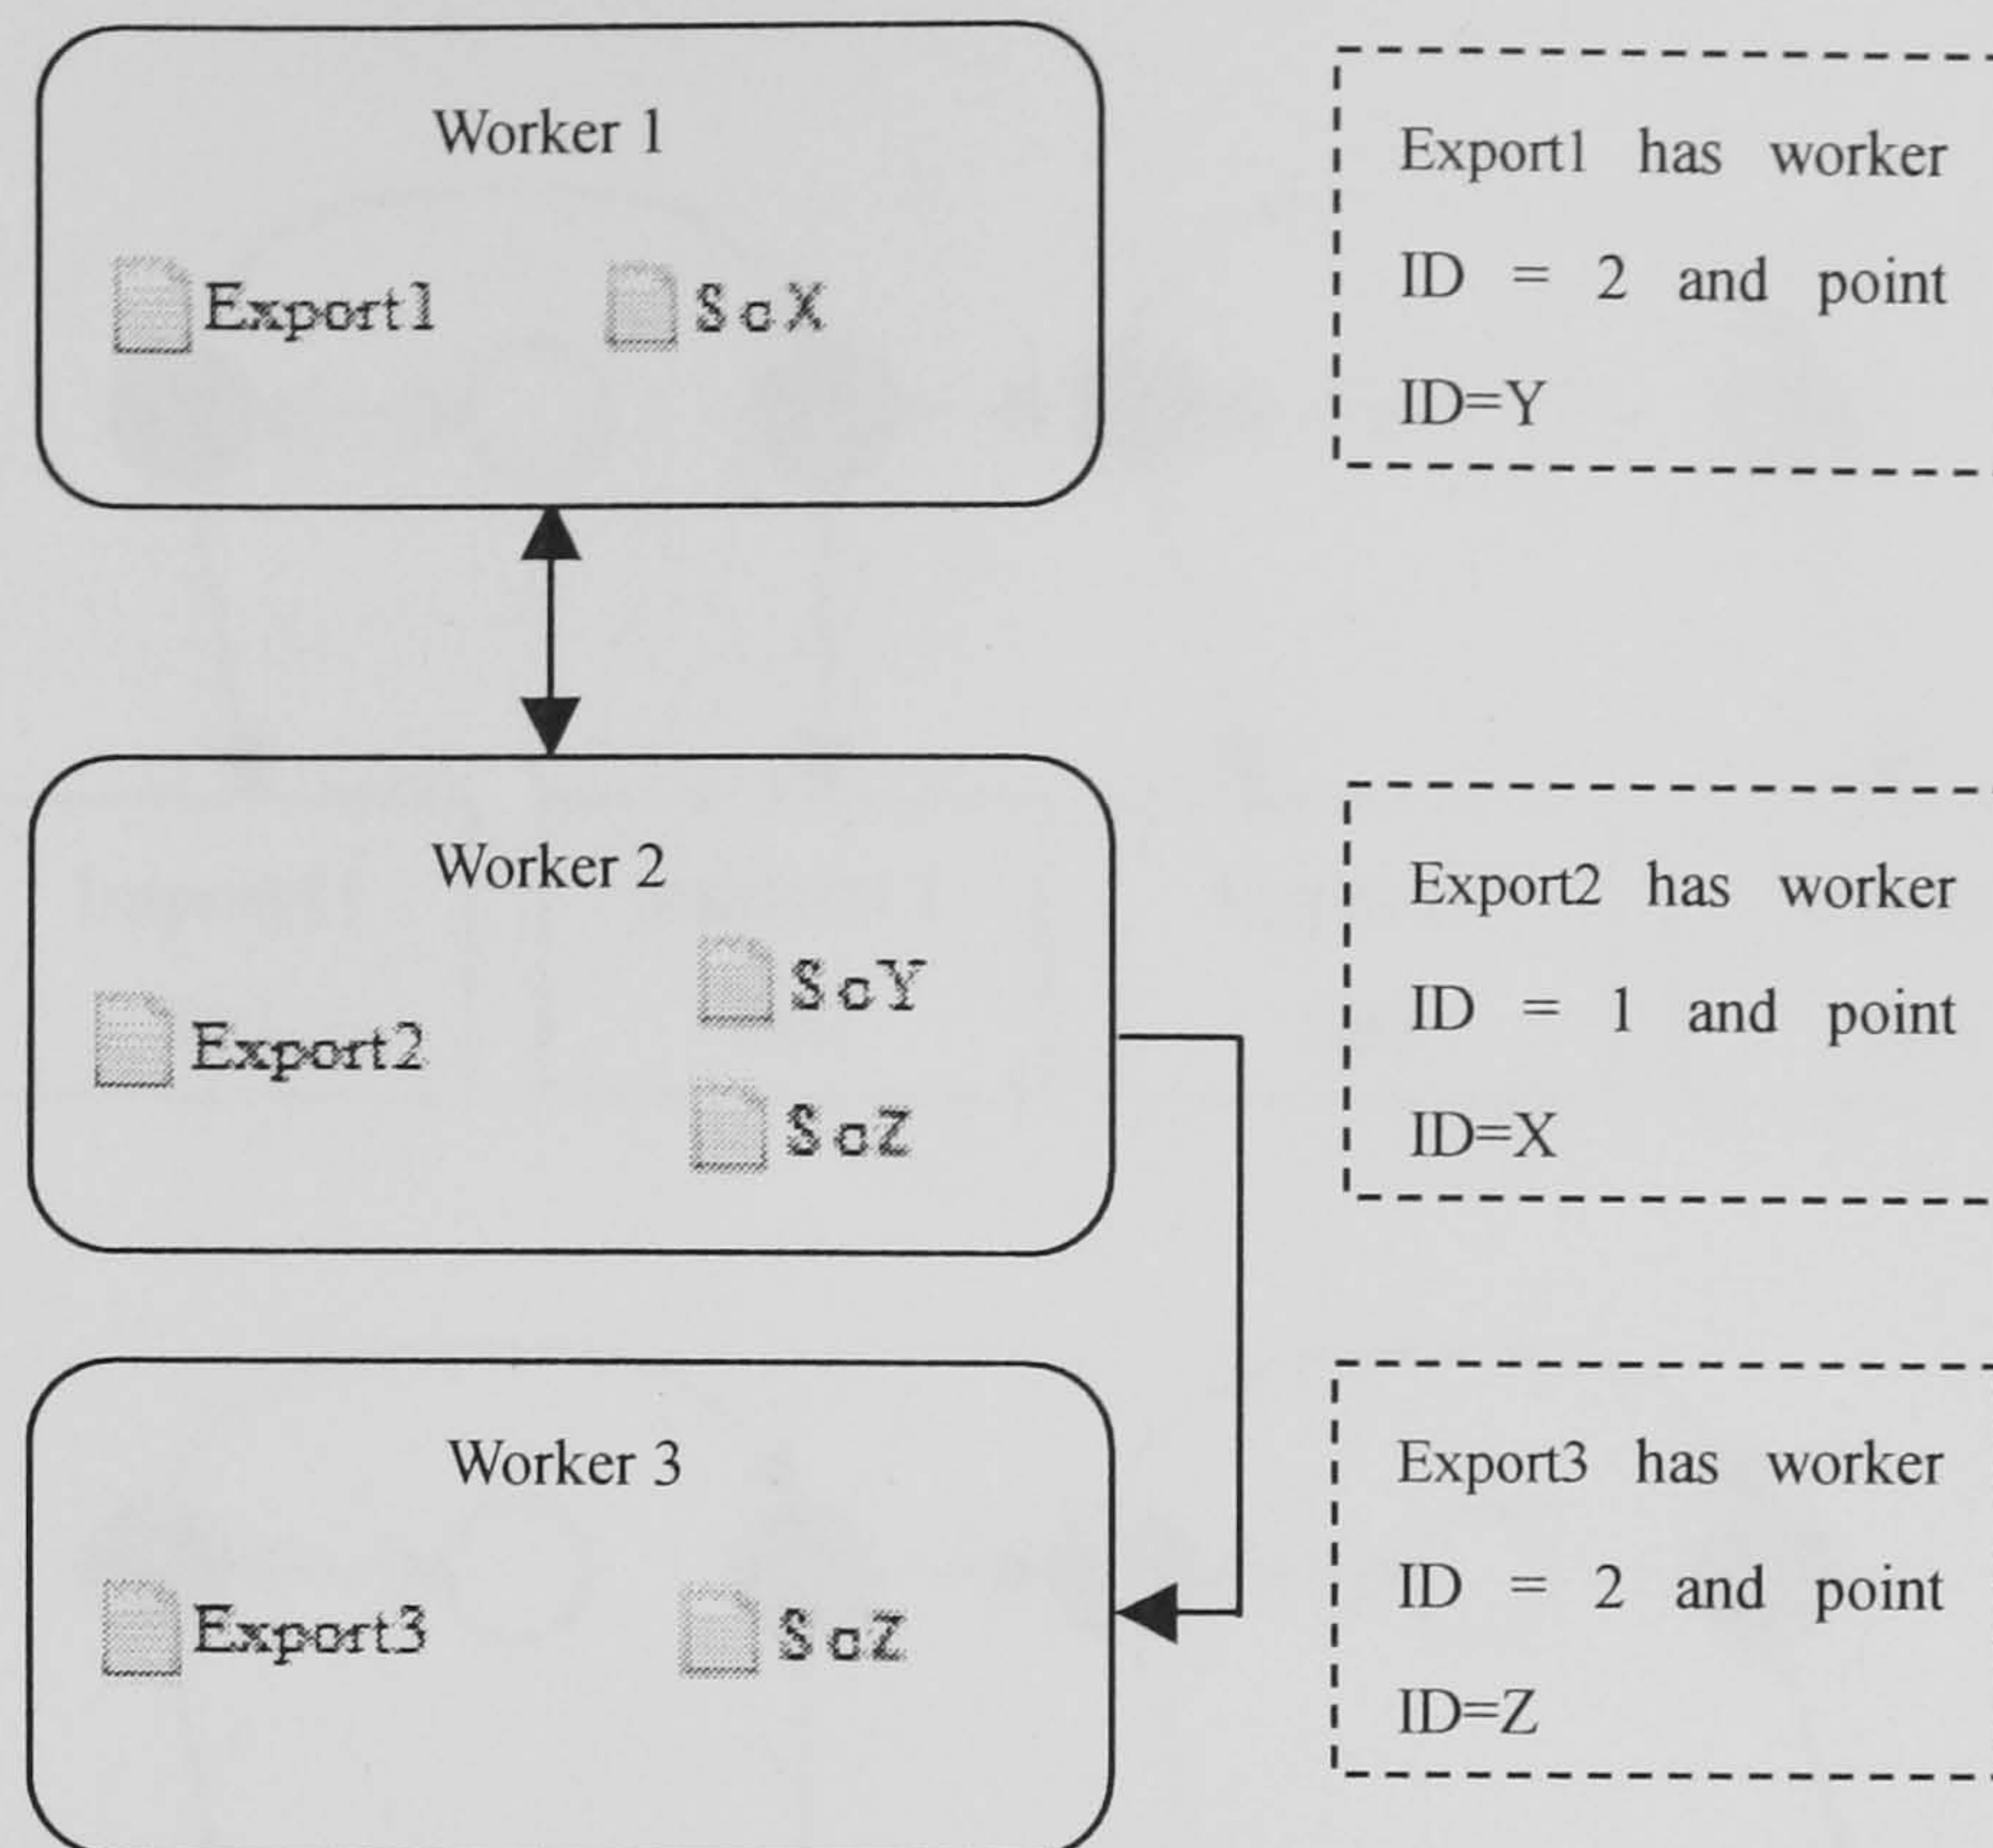 Worker 1
Export1 ScX
Export1 has worker
ID = 2 and point
ID=Y
Worker 2
ScY
Export2
ScZ
Export2 has worker
ID = 1 and point
ID=X
Worker 3
Export3 ScZ
Export3 has worker
ID = 2 and point
ID=Z